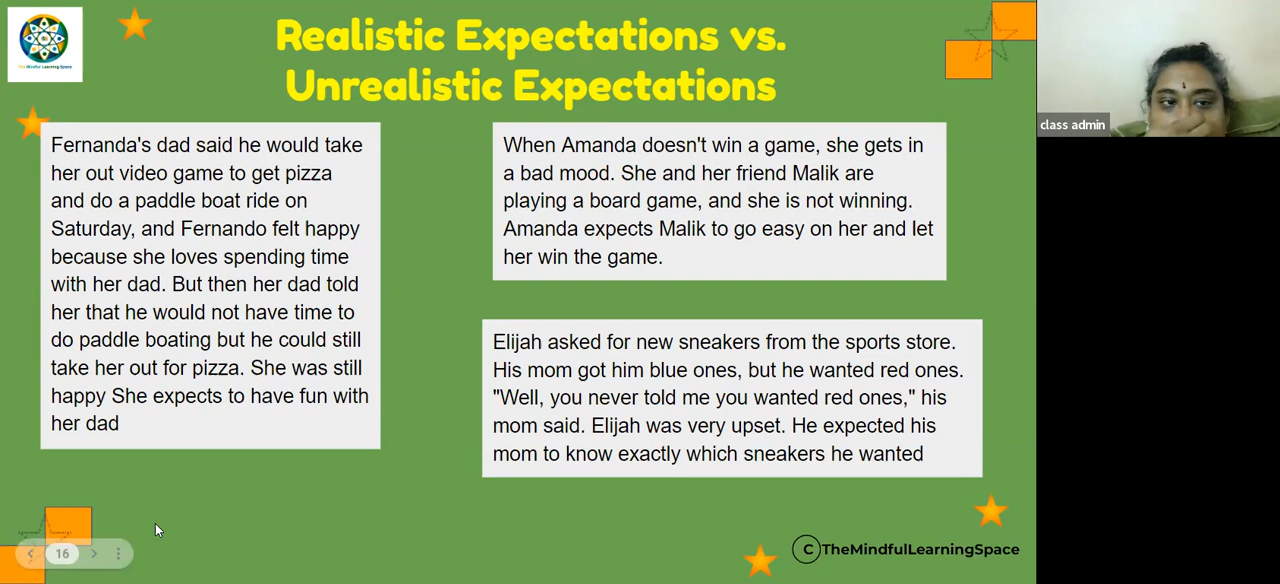 The Mindful Learning Space
Realistic Expectations vs.
Unrealistic Expectations
Fernanda's dad said he would take
her out video game to get pizza
and do a paddle boat ride on
Saturday, and Fernando felt happy
because she loves spending time
with her dad. But then her dad told
her that he would not have time to
do paddle boating but he could still
take her out for pizza. She was still
happy She expects to have fun with
her dad
When Amanda doesn't win a game, she gets in
a bad mood. She and her friend Malik are
playing a board game, and she is not winning.
Amanda expects Malik to go easy on her and let
her win the game.
Elijah asked for new sneakers from the sports store.
His mom got him blue ones, but he wanted red ones.
"Well, you never told me you wanted red ones," his
mom said. Elijah was very upset. He expected his
mom to know exactly which sneakers he wanted
16
C TheMindfulLearningSpace
class admin